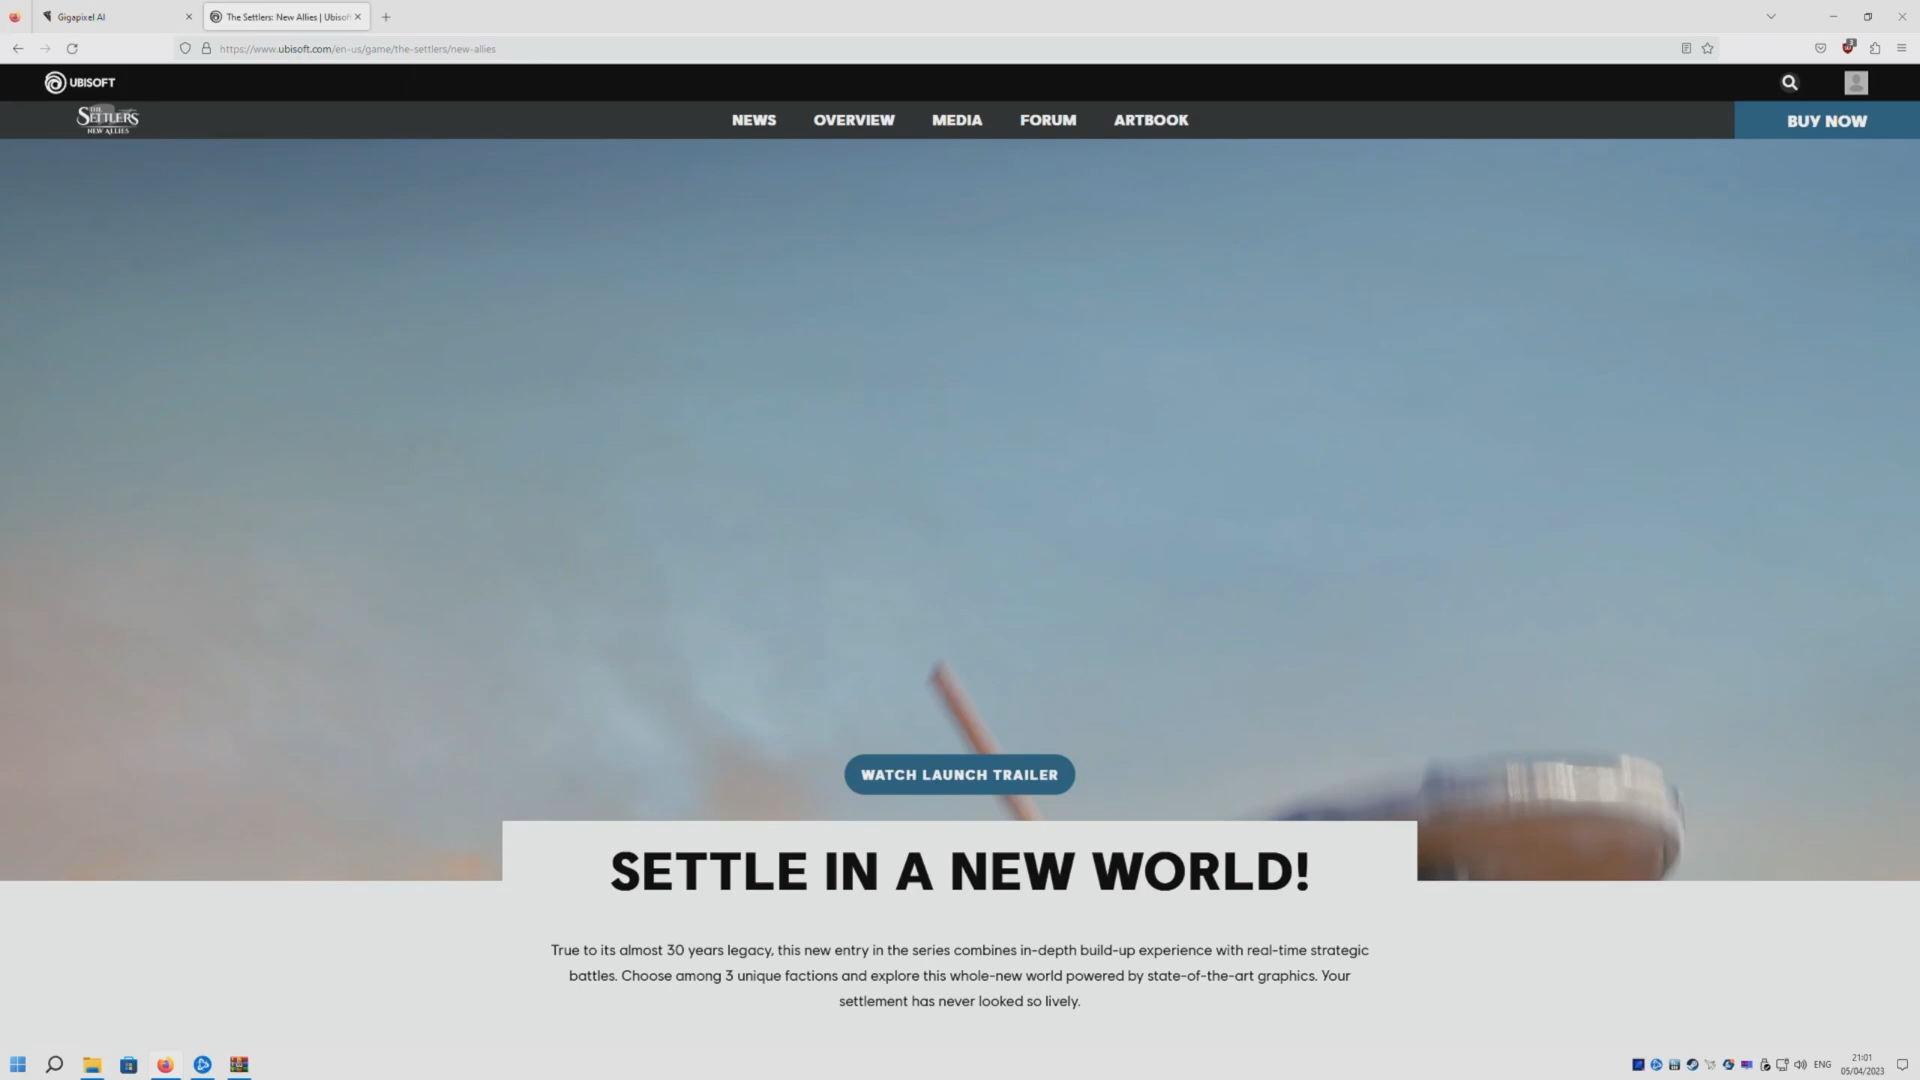 Gigapixel AI
The Settlers: New Allies | Ubisof
https://www.ubisoft.com/en-us/game/the-settlers/new-allies
3
UBISOFT
THE SETTLERS
NEW ALLIES
NEWS
OVERVIEW
MEDIA
FORUM
ARTBOOK
BUY NOW
WATCH LAUNCH TRAILER
SETTLE IN A NEW WORLD!
True to its almost 30 years legacy, this new entry in the series combines in-depth build-up experience with real-time strategic
battles. Choose among 3 unique factions and explore this whole-new world powered by state-of-the-art graphics. Your
settlement has never looked so lively.
ENG
21:01
05/04/2023